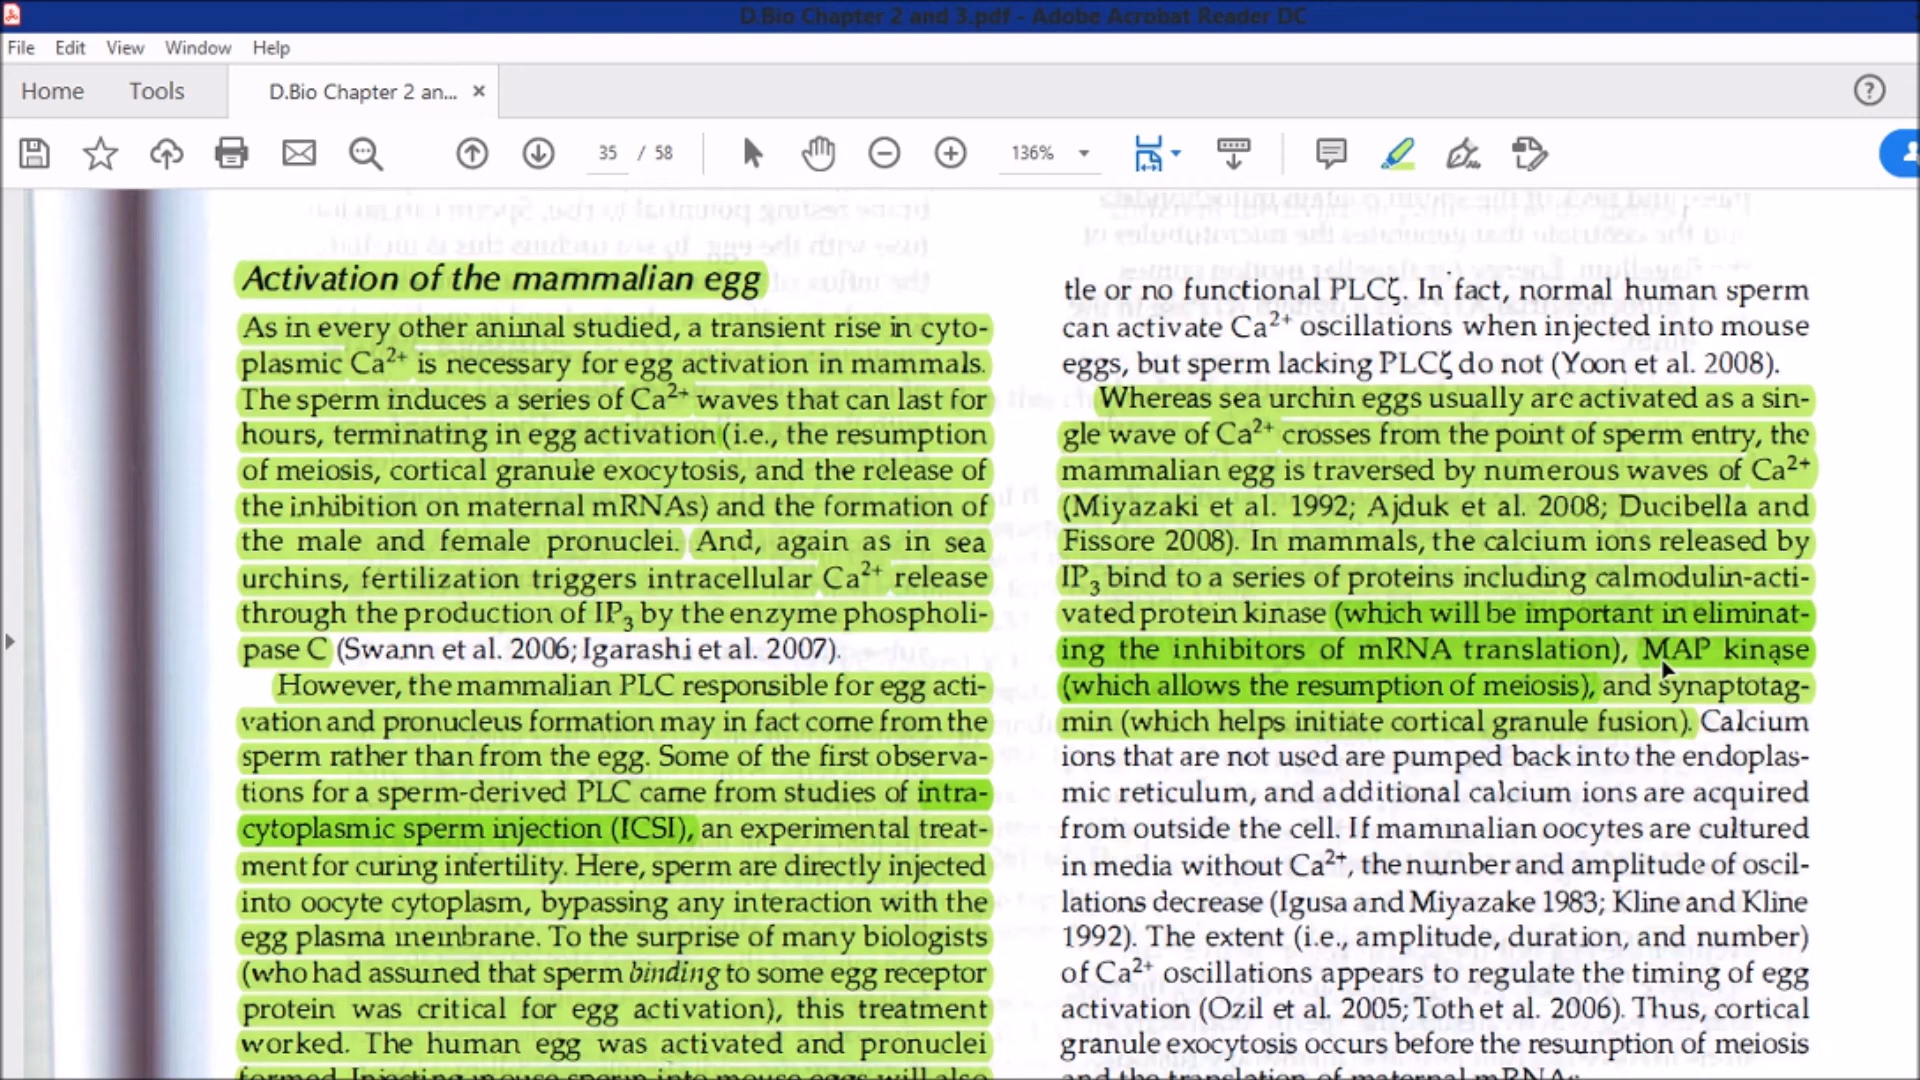 D.Bio Chapter 2 and 3.pdf - Adobe Acrobat Reader DC
File Edit View Window Help
Home Tools D.Bio Chapter 2 an... ×
35 / 58 136%
Activation of the mammalian egg
As in every other animal studied, a transient rise in cyto-
plasmic Ca2+ is necessary for egg activation in mammals.
The sperm induces a series of Ca2+ waves that can last for
hours, terminating in egg activation (i.e., the resumption
of meiosis, cortical granule exocytosis, and the release of
the inhibition on maternal mRNAs) and the formation of
the male and female pronuclei. And, again as in sea
urchins, fertilization triggers intracellular Ca2+ release
through the production of IP3 by the enzyme phospholi-
pase C (Swann et al. 2006; Igarashi et al. 2007).
However, the mammalian PLC responsible for egg acti-
vation and pronucleus formation may in fact come from the
sperm rather than from the egg. Some of the first observa-
tions for a sperm-derived PLC came from studies of intra-
cytoplasmic sperm injection (ICSI), an experimental treat-
ment for curing infertility. Here, sperm are directly injected
into oocyte cytoplasm, bypassing any interaction with the
egg plasma membrane. To the surprise of many biologists
(who had assumed that sperm binding to some egg receptor
protein was critical for egg activation), this treatment
worked. The human egg was activated and pronuclei
formed. Injecting mouse sperm into mouse eggs will also
tle or no functional PLCζ. In fact, normal human sperm
can activate Ca2+ oscillations when injected into mouse
eggs, but sperm lacking PLCζ do not (Yoon et al. 2008).
Whereas sea urchin eggs usually are activated as a sin-
gle wave of Ca2+ crosses from the point of sperm entry, the
mammalian egg is traversed by numerous waves of Ca2+
(Miyazaki et al. 1992; Ajduk et al. 2008; Ducibella and
Fissore 2008). In mammals, the calcium ions released by
IP3 bind to a series of proteins including calmodulin-acti-
vated protein kinase (which will be important in eliminat-
ing the inhibitors of mRNA translation), MAP kinase
(which allows the resumption of meiosis), and synaptotag-
min (which helps initiate cortical granule fusion). Calcium
ions that are not used are pumped back into the endoplas-
mic reticulum, and additional calcium ions are acquired
from outside the cell. If mammalian oocytes are cultured
in media without Ca2+, the number and amplitude of oscil-
lations decrease (Igusa and Miyazake 1983; Kline and Kline
1992). The extent (i.e., amplitude, duration, and number)
of Ca2+ oscillations appears to regulate the timing of egg
activation (Ozil et al. 2005; Toth et al. 2006). Thus, cortical
granule exocytosis occurs before the resumption of meiosis
and the translation of maternal mRNAs: